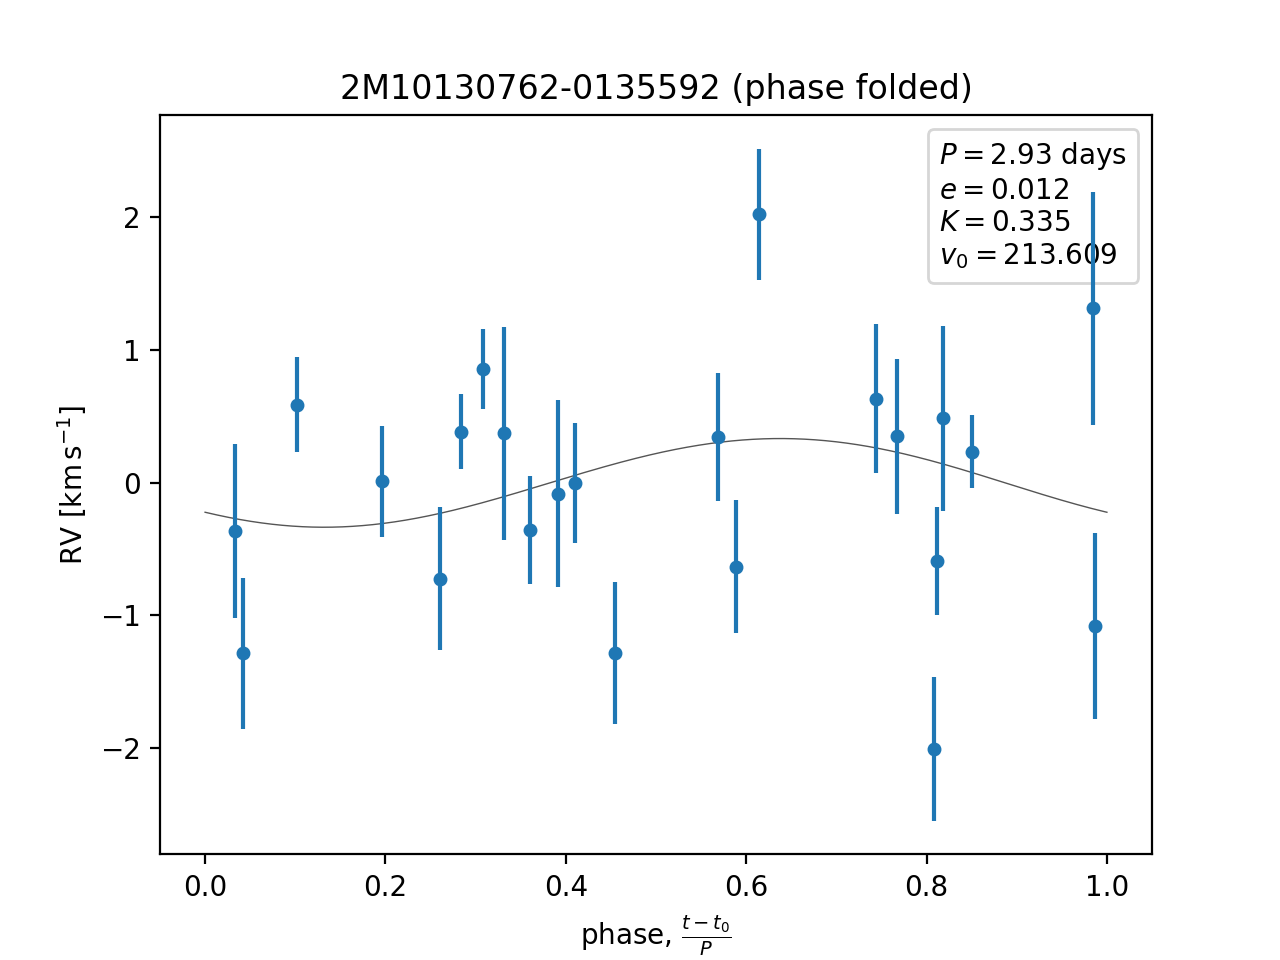 2M10130762-0135592 (phase folded)
P = 2.93 days
e = 0.012
K = 0.335
v₀ = 213.609
RV [km s⁻¹]
2
1
0
−1
−2
0.0 0.2 0.4 0.6 0.8 1.0
phase, (t − t₀)/P